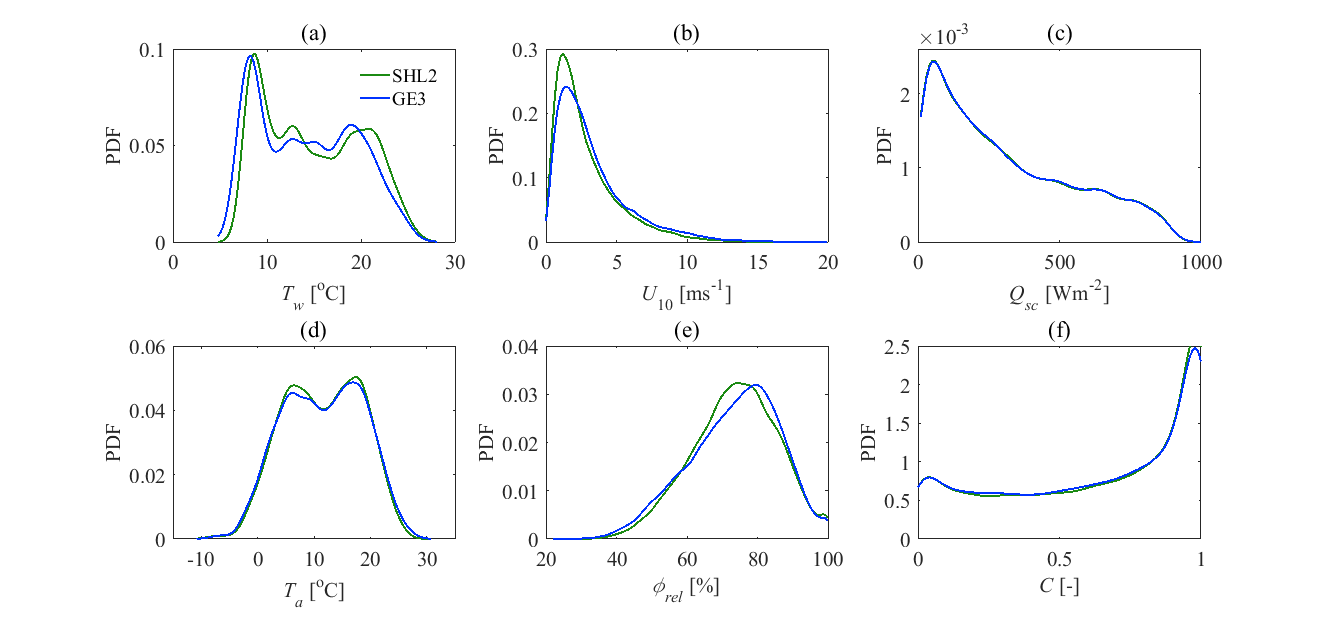 (a) (b) (c)
×10⁻³
0.1 0.3
SHL2
GE3
2
0.2
PDF 0.05 PDF PDF
1
0.1
0 0 0
0 10 20 30 0 5 10 15 20 0 500 1000
T_w [°C] U_10 [ms⁻¹] Q_sc [Wm⁻²]
(d) (e) (f)
0.06 0.04 2.5
2
0.04 0.03
1.5
PDF PDF 0.02 PDF
1
0.02 0.01
0.5
0 0 0
-10 0 10 20 30 20 40 60 80 100 0 0.5 1
T_a [°C] ϕ_rel [%] C [-]